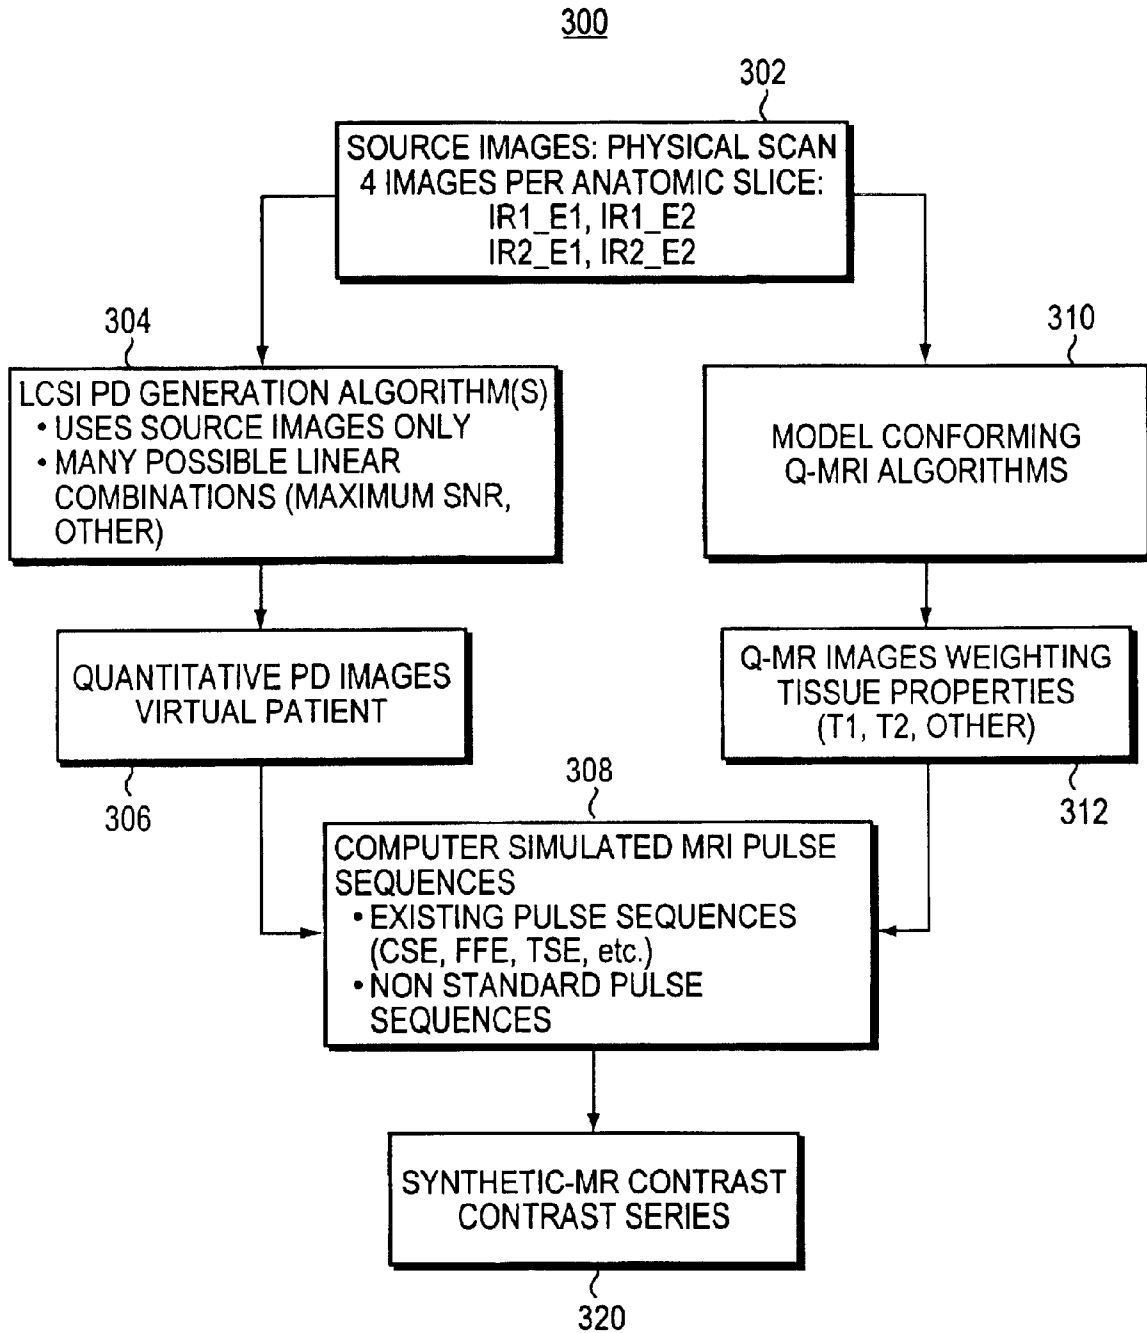 300
302
SOURCE IMAGES: PHYSICAL SCAN
4 IMAGES PER ANATOMIC SLICE:
IR1_E1, IR1_E2
IR2_E1, IR2_E2
304
LCSI PD GENERATION ALGORITHM(S)
• USES SOURCE IMAGES ONLY
• MANY POSSIBLE LINEAR
COMBINATIONS (MAXIMUM SNR,
OTHER)
310
MODEL CONFORMING
Q-MRI ALGORITHMS
QUANTITATIVE PD IMAGES
VIRTUAL PATIENT
306
Q-MR IMAGES WEIGHTING
TISSUE PROPERTIES
(T1, T2, OTHER)
312
308
COMPUTER SIMULATED MRI PULSE
SEQUENCES
• EXISTING PULSE SEQUENCES
(CSE, FFE, TSE, etc.)
• NON STANDARD PULSE
SEQUENCES
SYNTHETIC-MR CONTRAST
CONTRAST SERIES
320